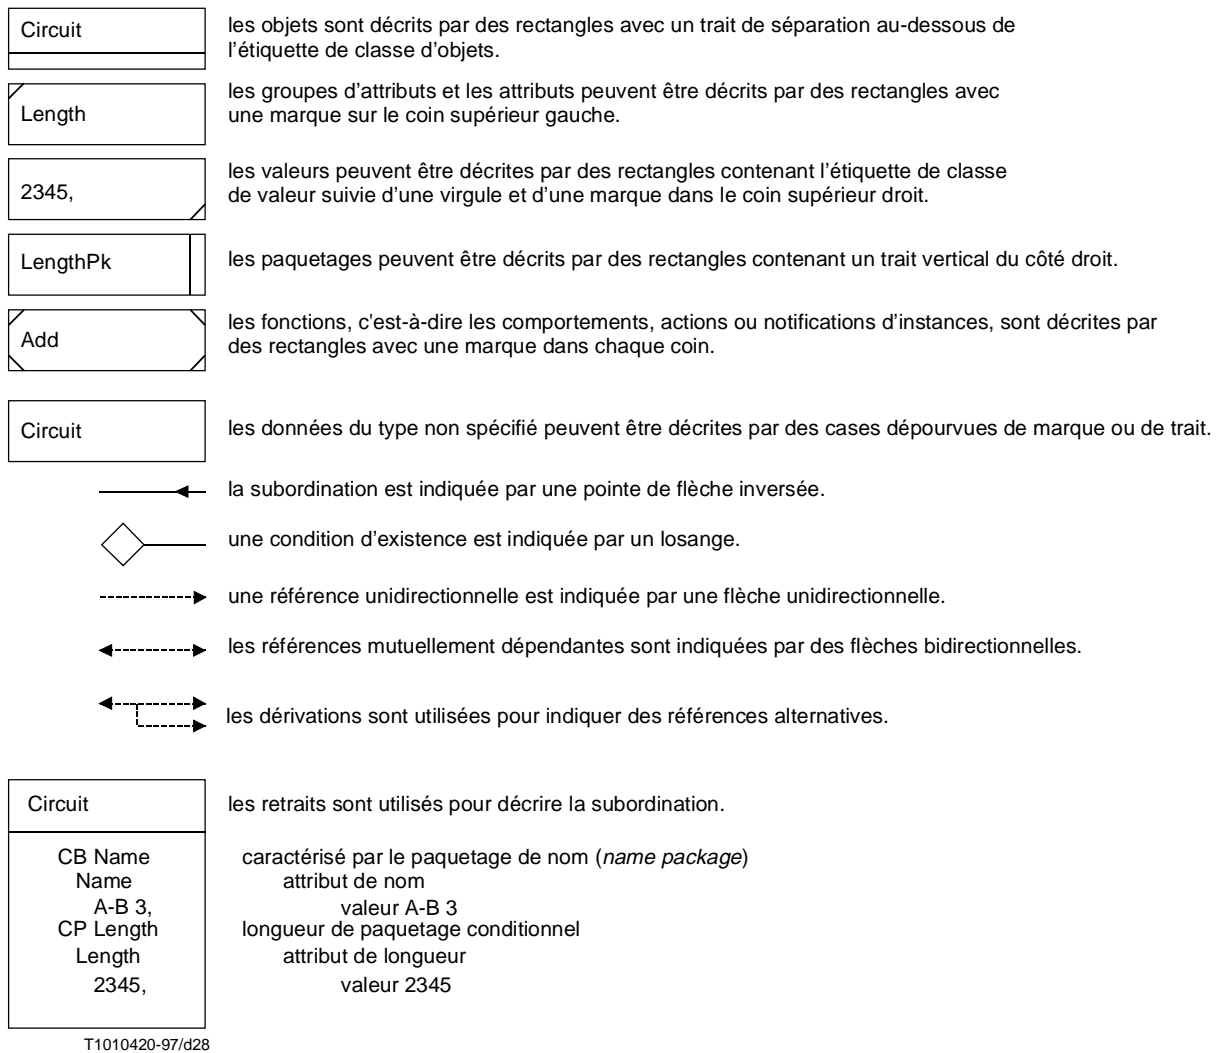 Circuit
les objets sont décrits par des rectangles avec un trait de séparation au-dessous de
l’étiquette de classe d’objets.
Length
les groupes d’attributs et les attributs peuvent être décrits par des rectangles avec
une marque sur le coin supérieur gauche.
2345,
les valeurs peuvent être décrites par des rectangles contenant l’étiquette de classe
de valeur suivie d’une virgule et d’une marque dans le coin supérieur droit.
LengthPk
les paquetages peuvent être décrits par des rectangles contenant un trait vertical du côté droit.
Add
les fonctions, c'est-à-dire les comportements, actions ou notifications d’instances, sont décrites par
des rectangles avec une marque dans chaque coin.
Circuit
les données du type non spécifié peuvent être décrites par des cases dépourvues de marque ou de trait.
la subordination est indiquée par une pointe de flèche inversée.
une condition d’existence est indiquée par un losange.
une référence unidirectionnelle est indiquée par une flèche unidirectionnelle.
les références mutuellement dépendantes sont indiquées par des flèches bidirectionnelles.
les dérivations sont utilisées pour indiquer des références alternatives.
Circuit
les retraits sont utilisés pour décrire la subordination.
CB Name
caractérisé par le paquetage de nom (name package)
Name
attribut de nom
A-B 3,
valeur A-B 3
CP Length
longueur de paquetage conditionnel
Length
attribut de longueur
2345,
valeur 2345
T1010420-97/d28